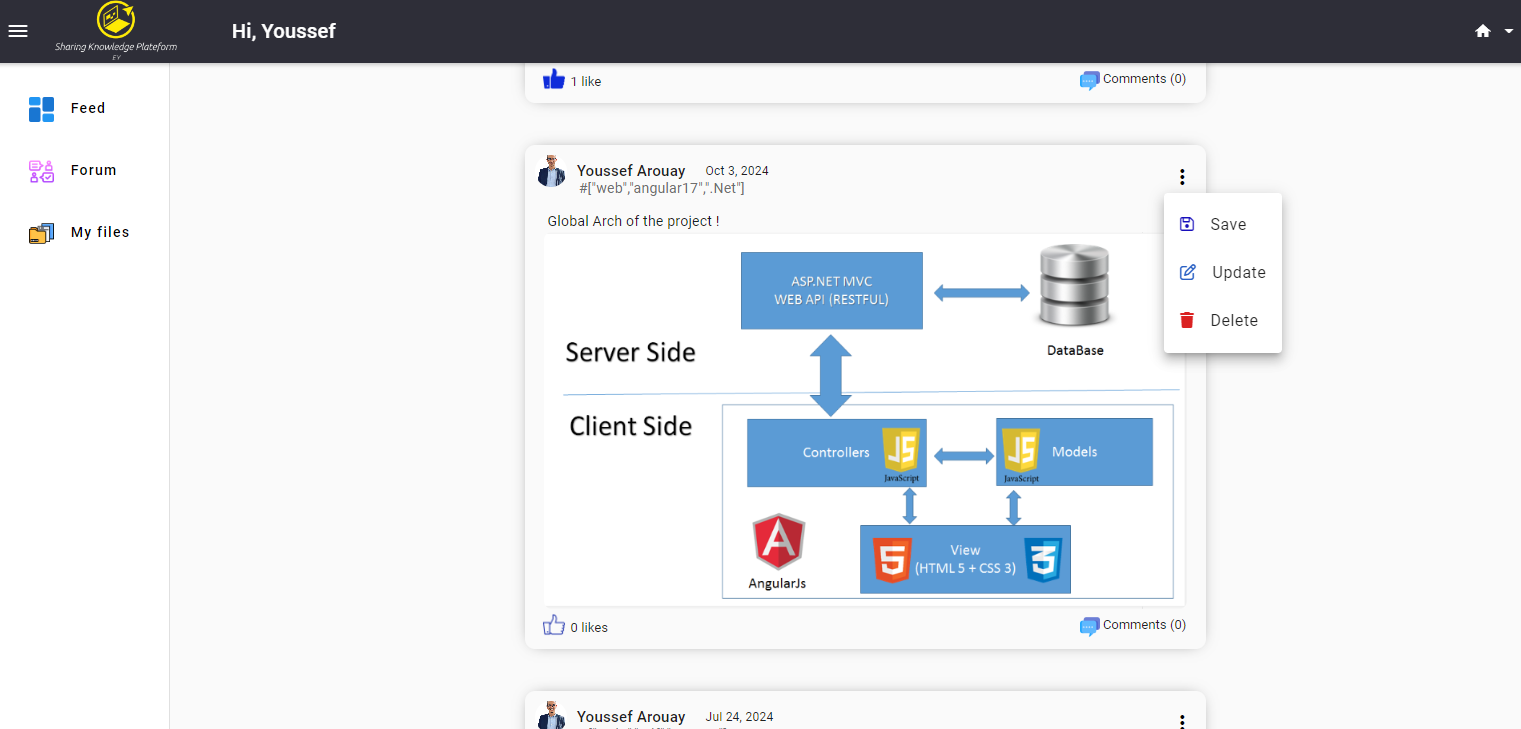 Sharing Knowledge Plateform
EY
Hi, Youssef
Feed
Forum
My files
1 like
Comments (0)
Youssef Arouay Oct 3, 2024
#["web","angular17",".Net"]
Save
Update
Delete
Global Arch of the project !
ASP.NET MVC
WEB API (RESTFUL)
DataBase
Server Side
Client Side
Controllers
JS
JavaScript
JS
JavaScript
Models
AngularJs
View
(HTML 5 + CSS 3)
0 likes
Comments (0)
Youssef Arouay Jul 24, 2024